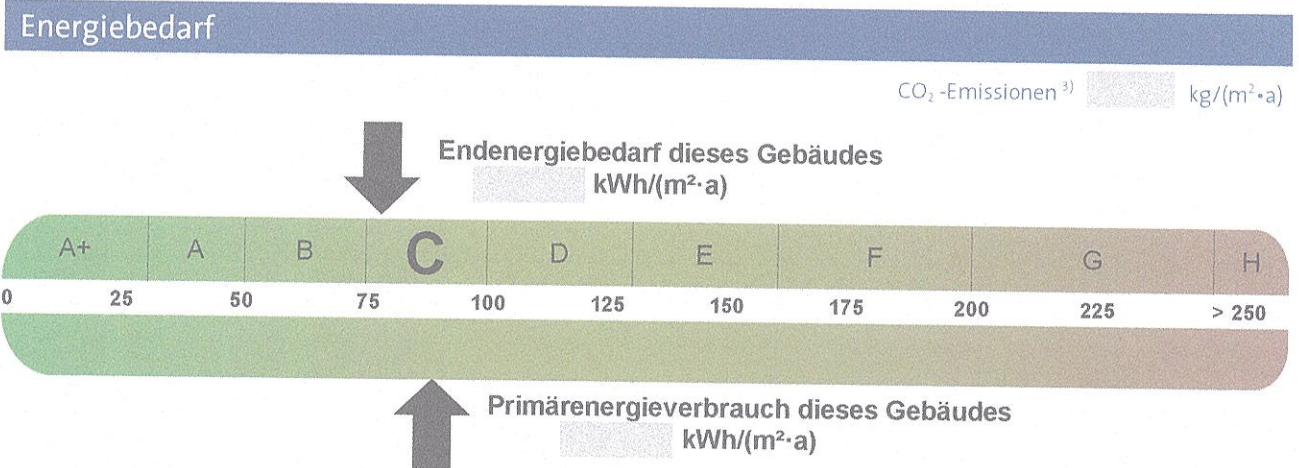 Energiebedarf
CO₂ -Emissionen ³⁾ kg/(m²•a)
Endenergiebedarf dieses Gebäudes
kWh/(m²·a)
A+ A B C D E F G H
0 25 50 75 100 125 150 175 200 225 > 250
Primärenergieverbrauch dieses Gebäudes
kWh/(m²·a)